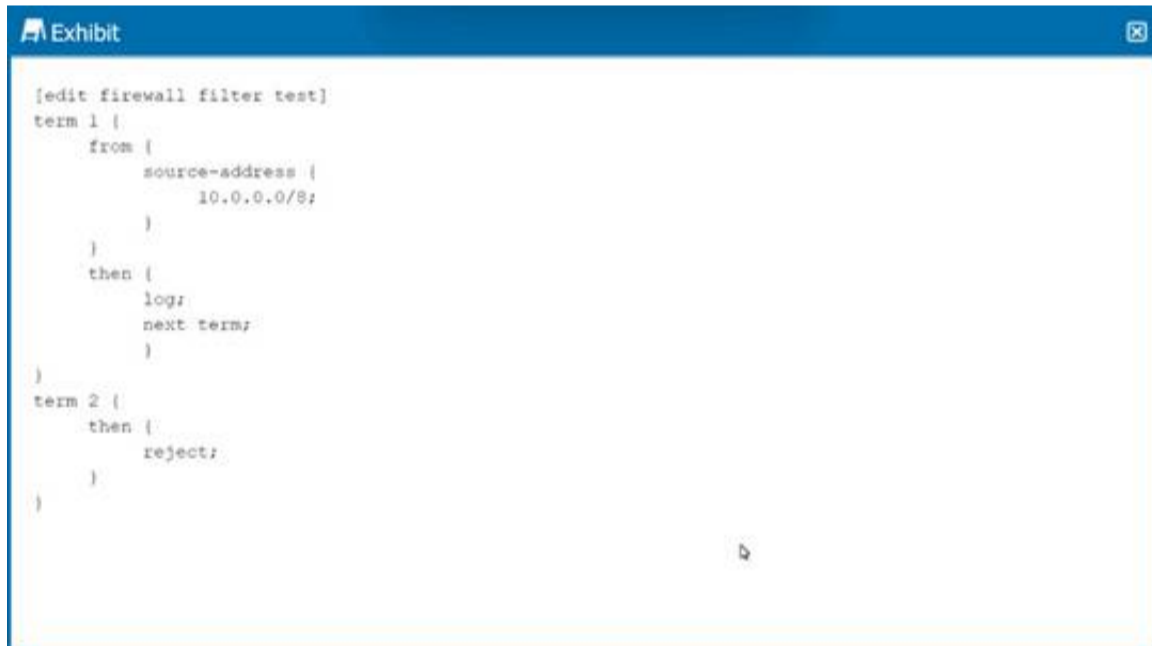 Exhibit
[edit firewall filter test]
term 1 {
from {
source-address {
10.0.0.0/8;
}
}
then {
log;
next term;
}
}
term 2 {
then {
reject;
}
}